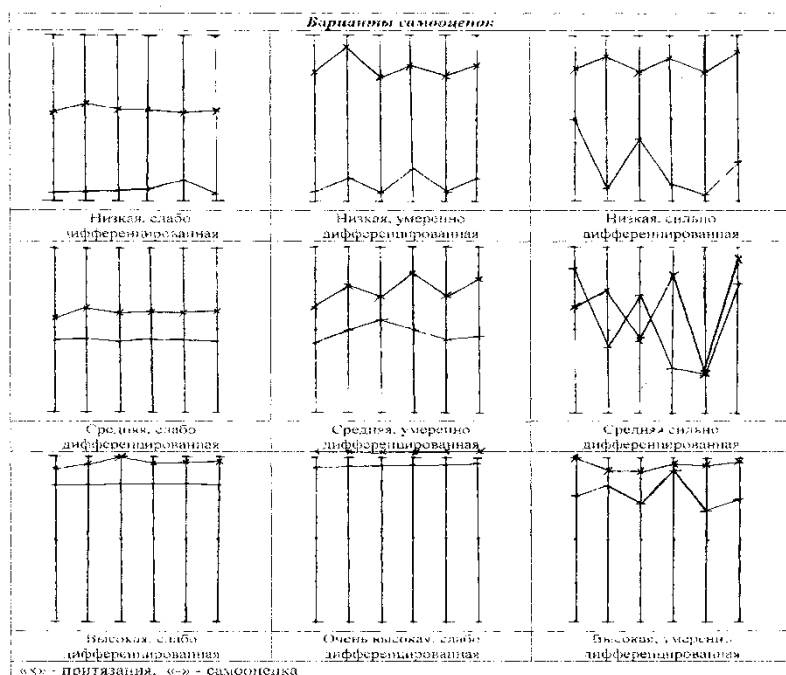 Варианты самооценок
Низкая, слабо
дифференцированная
Низкая, умеренно
дифференцированная
Низкая, сильно
дифференцированная
Средняя, слабо
дифференцированная
Средняя, умеренно
дифференцированная
Средняя сильно
дифференцированная
Высокая, слабо
дифференцированная
Очень высокая, слабо
дифференцированная
Высокая, умеренно
дифференцированная
«х» - притязания, «-» - самооценка